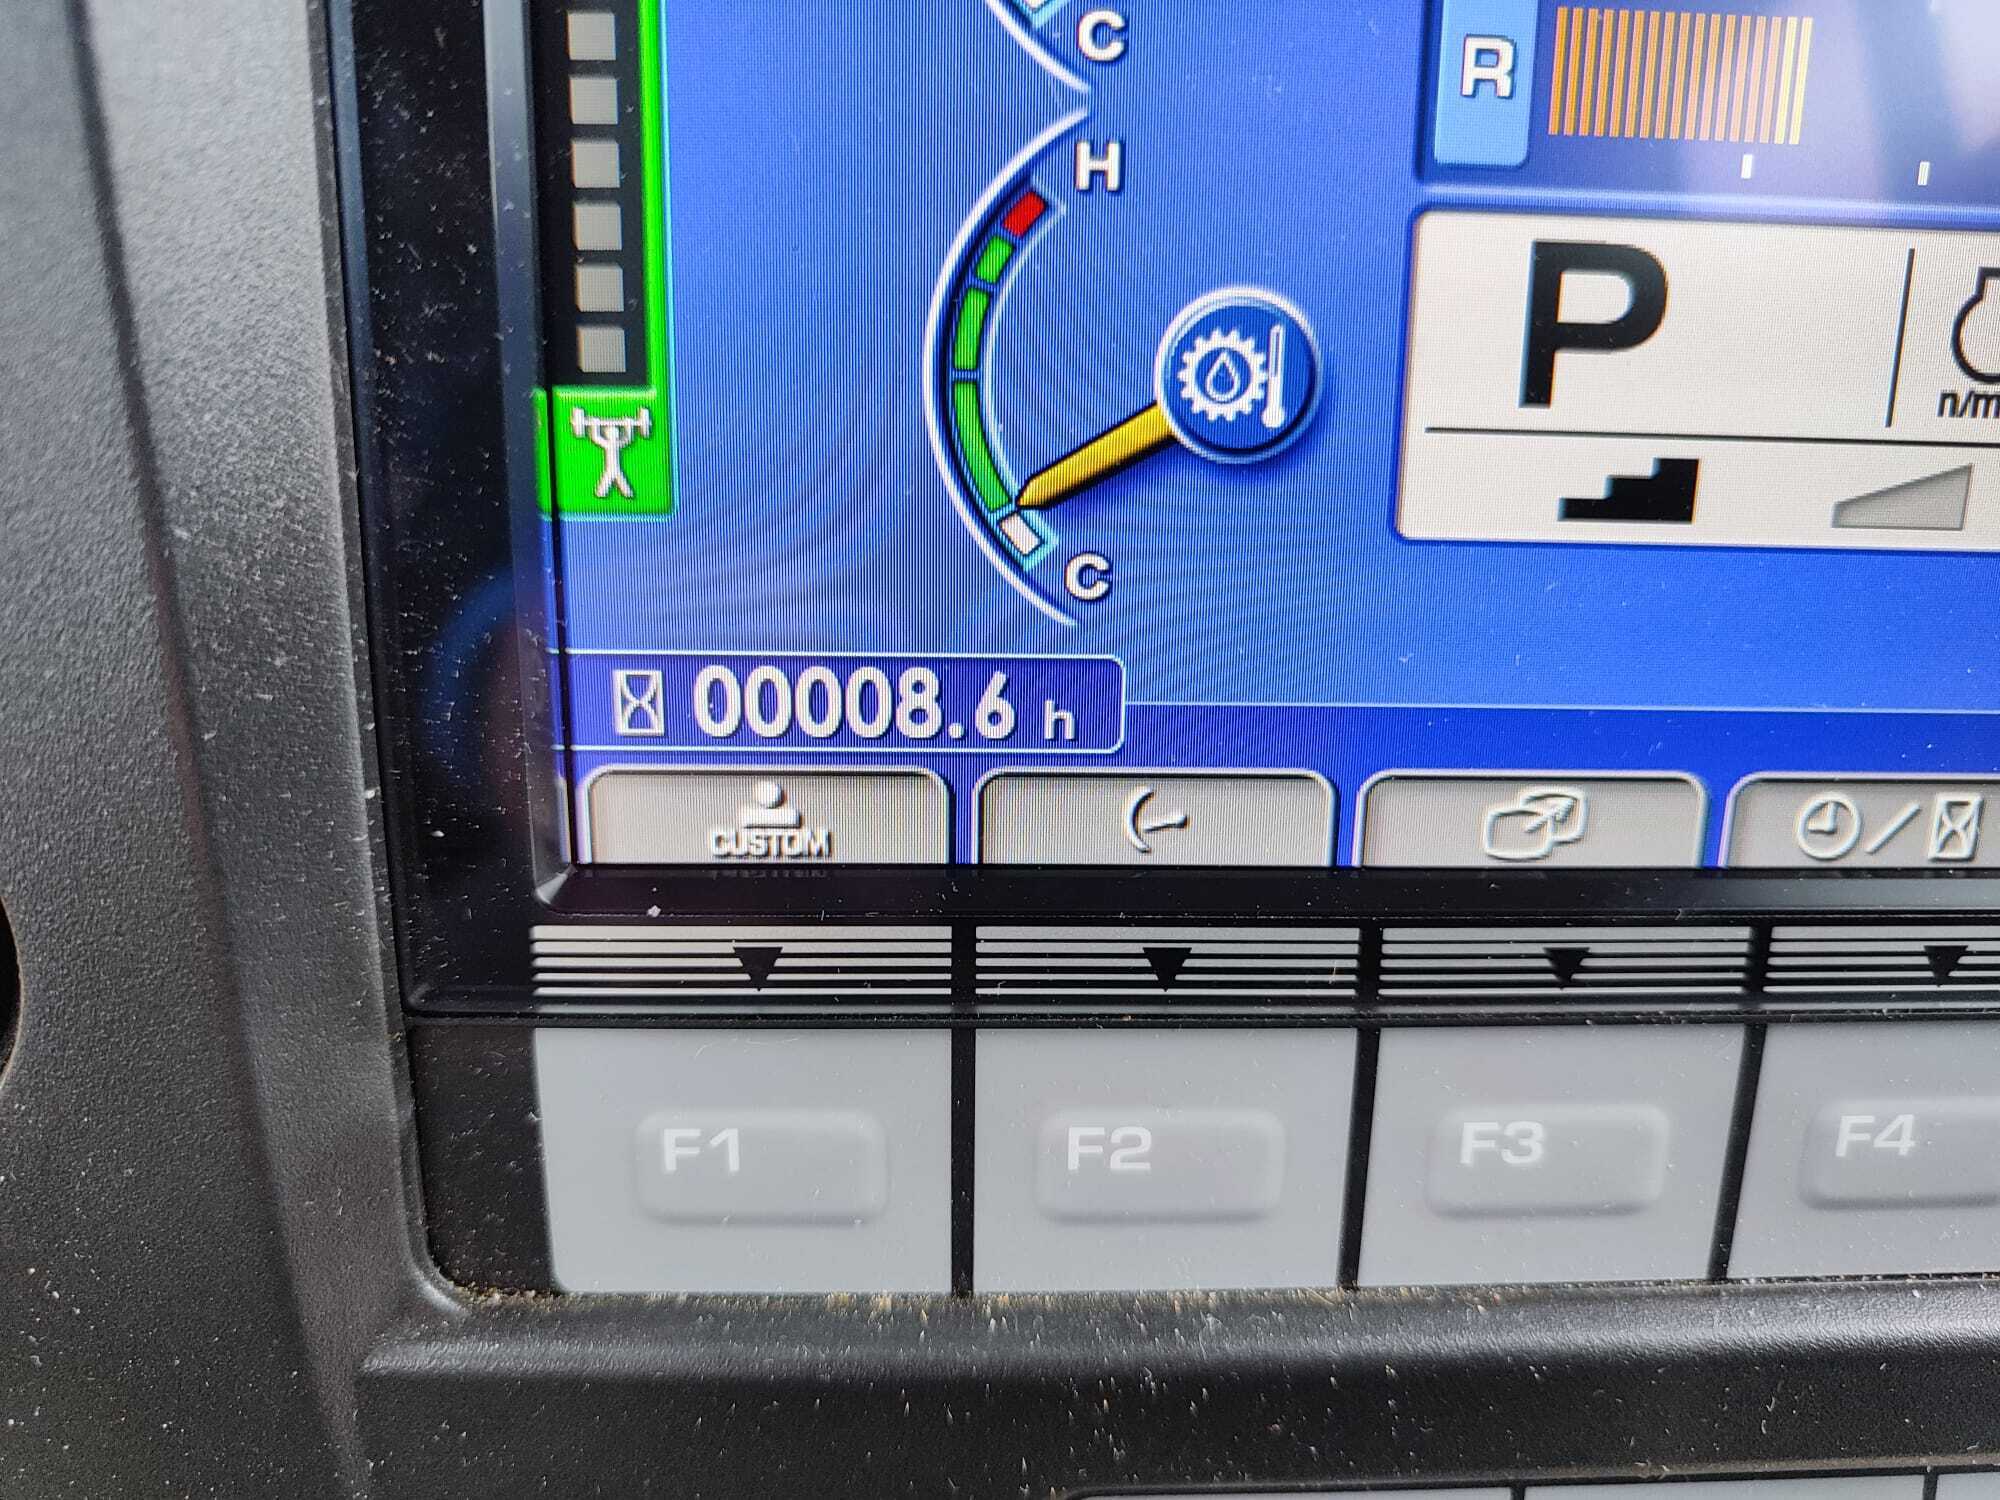 C
R
H
P
n/m
C
00008.6 h
CUSTOM
F1 F2 F3 F4